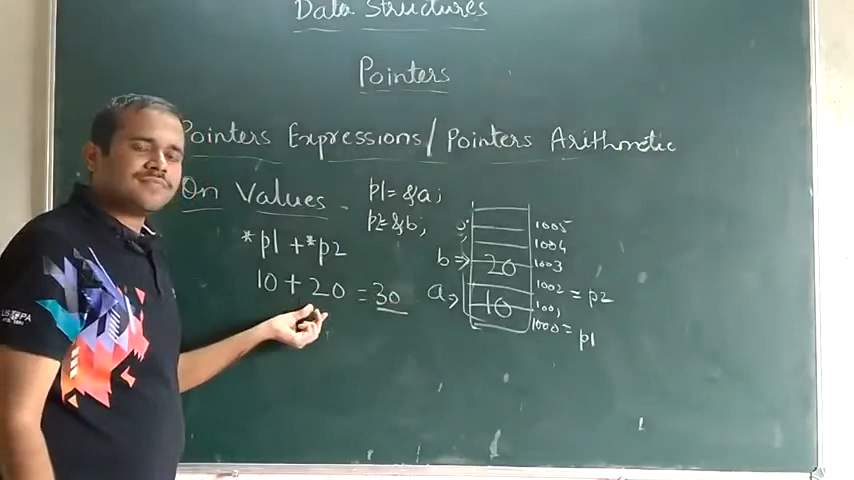 Data Structures
Pointers
Pointers Expressions/Pointers Arithmetic
On Values -
p1= &a;
p2=&b;
*p1 + *p2
10 + 20 = 30
1005
1004
b⇒ 20 1003
1002 = p2
a⇒ 10 1001
1000= p1